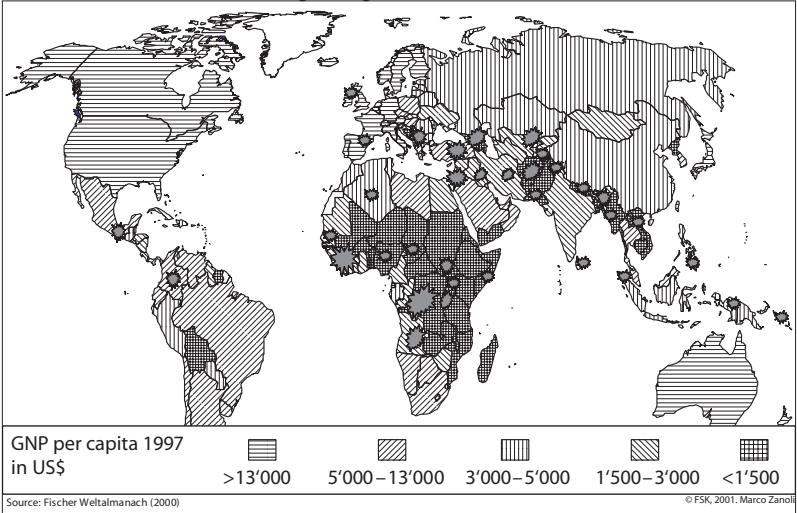 GNP per capita 1997
in US$
>13’000
5’000–13’000
3’000–5’000
1’500–3’000
<1’500
Source: Fischer Weltalmanach (2000)
© FSK, 2001. Marco Zanoli